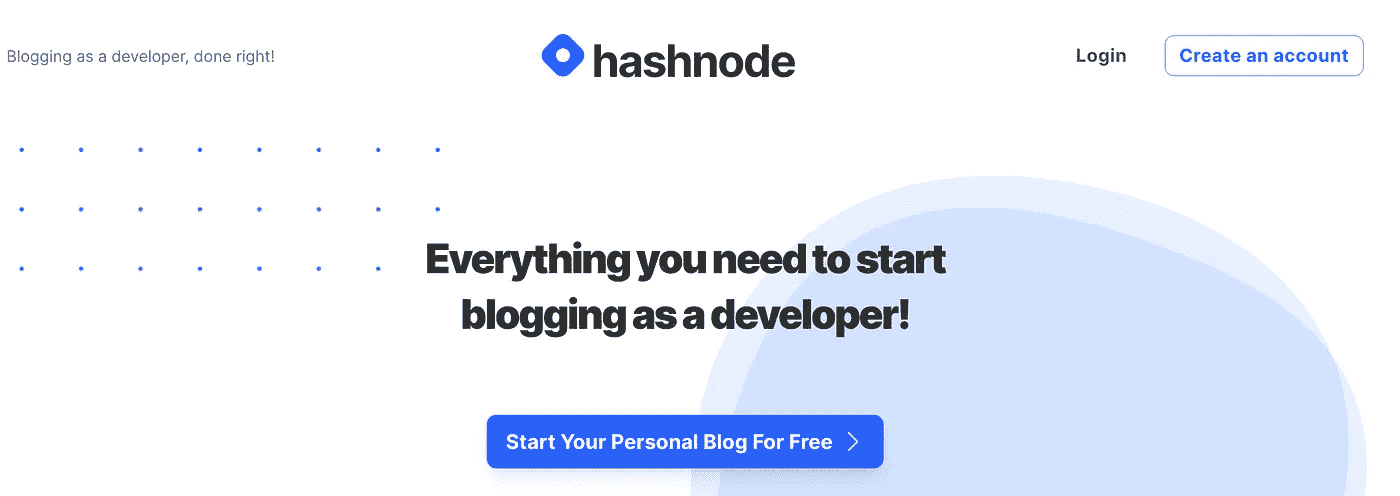 Blogging as a developer, done right!
hashnode
Login
Create an account
Everything you need to start
blogging as a developer!
Start Your Personal Blog For Free